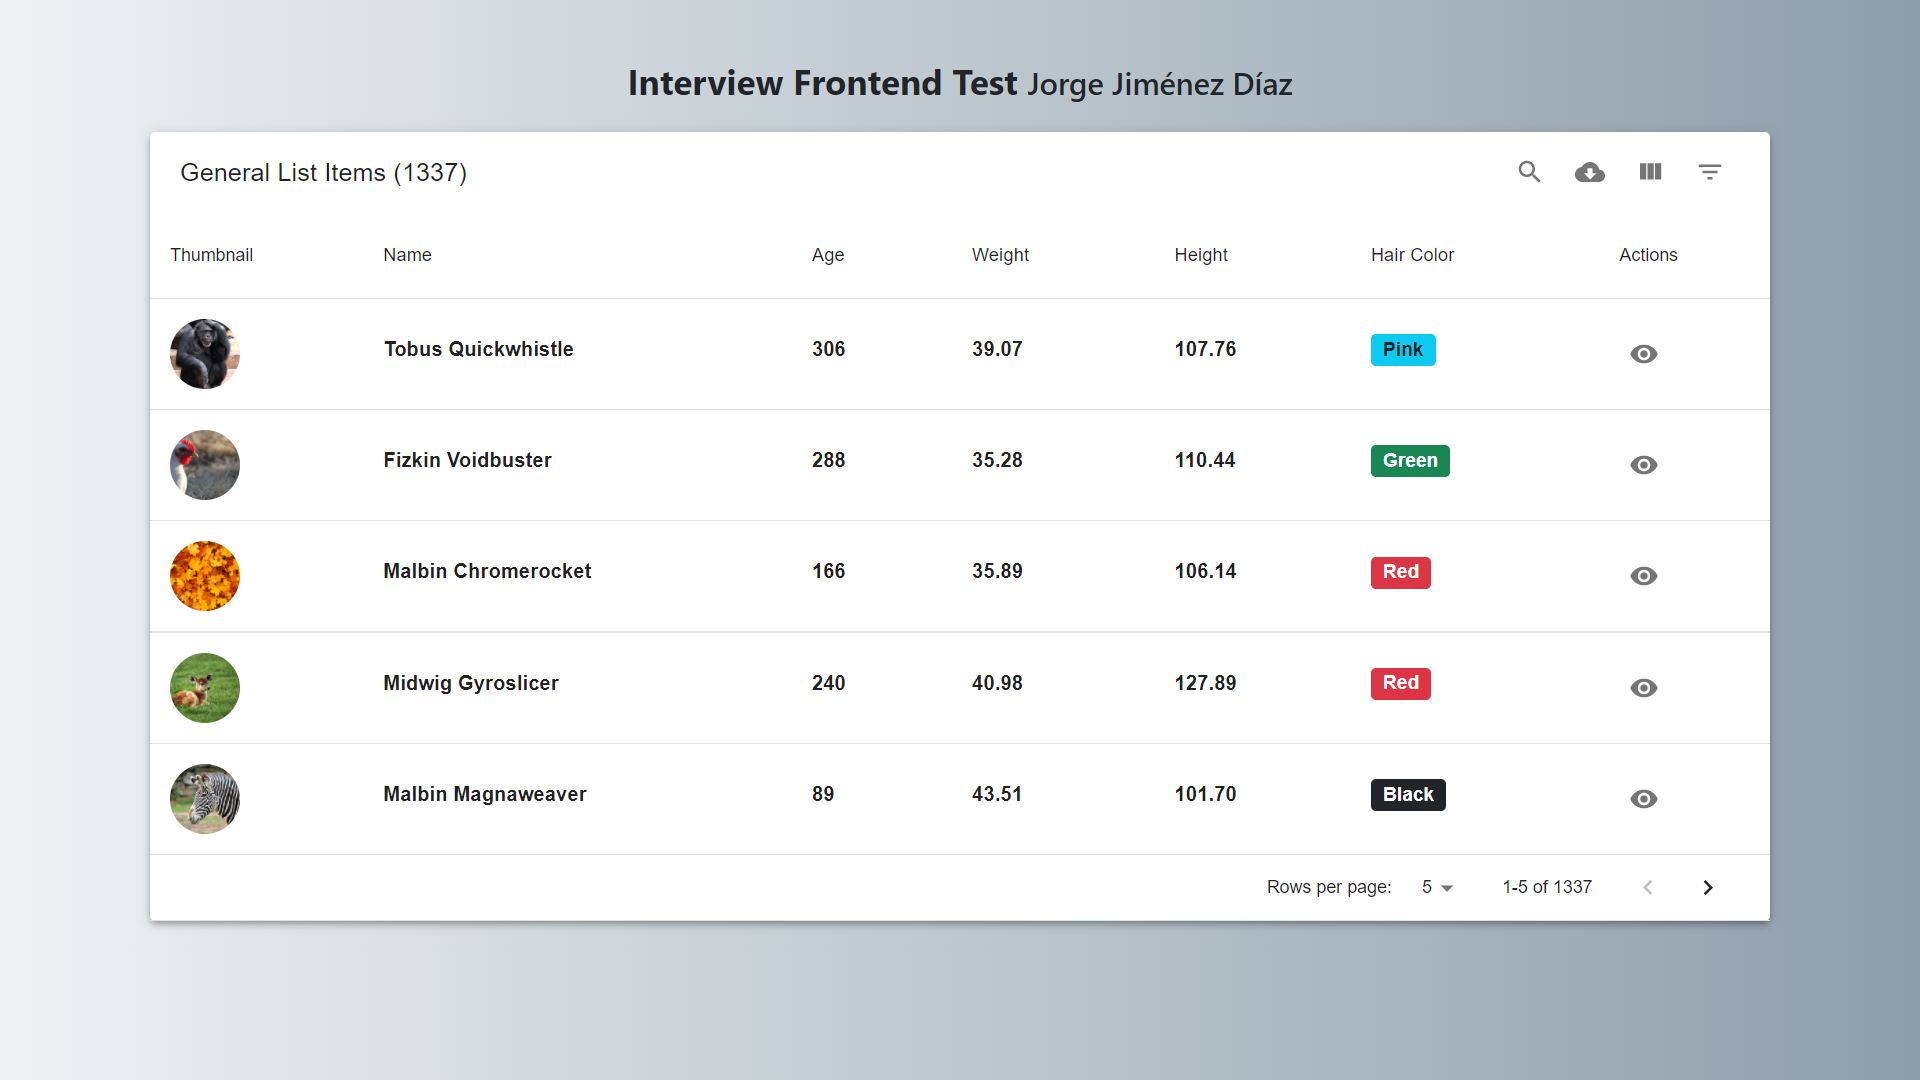 Interview Frontend Test Jorge Jiménez Díaz
General List Items (1337)
Thumbnail Name Age Weight Height Hair Color Actions
Tobus Quickwhistle 306 39.07 107.76 Pink
Fizkin Voidbuster 288 35.28 110.44 Green
Malbin Chromerocket 166 35.89 106.14 Red
Midwig Gyroslicer 240 40.98 127.89 Red
Malbin Magnaweaver 89 43.51 101.70 Black
Rows per page: 5 1-5 of 1337